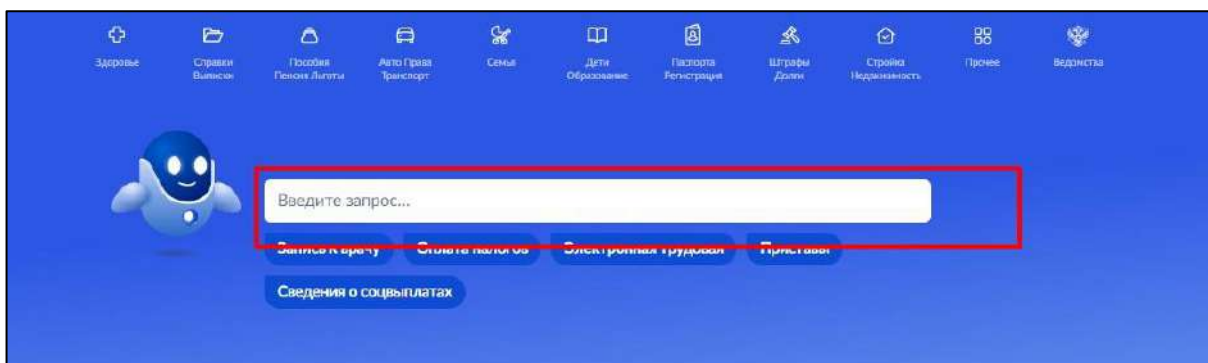 Здоровье
Справки
Выписки
Пособия
Пенсия Льготы
Авто Права
Транспорт
Семья
Дети
Образование
Паспорта
Регистрация
Штрафы
Долги
Стройка
Недвижимость
Прочее
Ведомства
Введите запрос...
Запись к врачу
Оплата налогов
Электронная трудовая
Приставы
Сведения о соцвыплатах